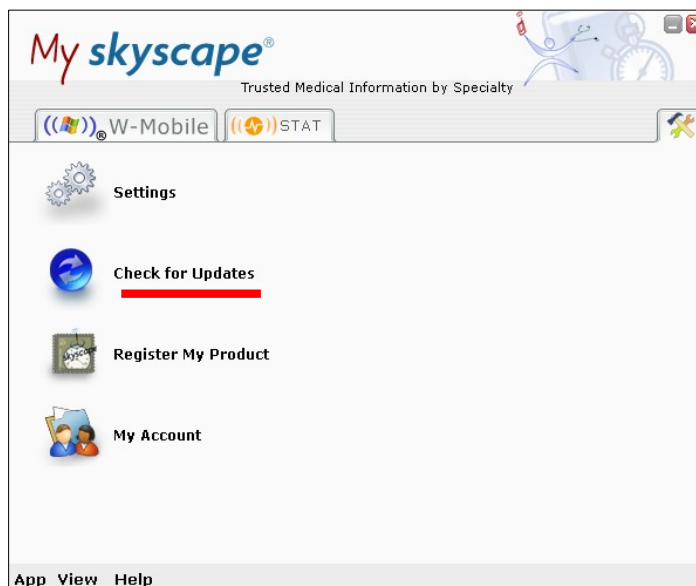 My skyscape®
Trusted Medical Information by Specialty
((  ))® W-Mobile ((  )) STAT
Settings
Check for Updates
skyscape
Register My Product
My Account
App View Help